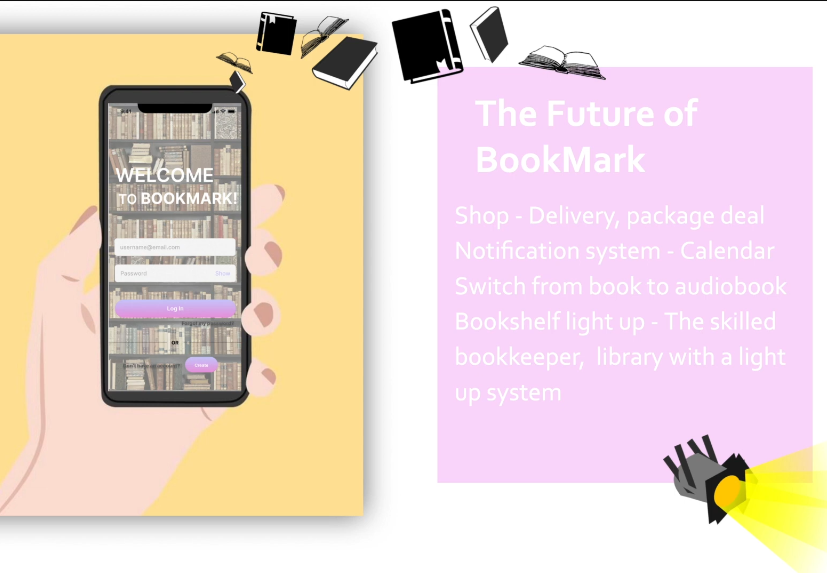 WELCOME
TO BOOKMARK!
username@email.com
Password Show
Log in
OR
The Future of
BookMark
Shop - Delivery, package deal
Notification system - Calendar
Switch from book to audiobook
Bookshelf light up - The skilled
bookkeeper, library with a light
up system